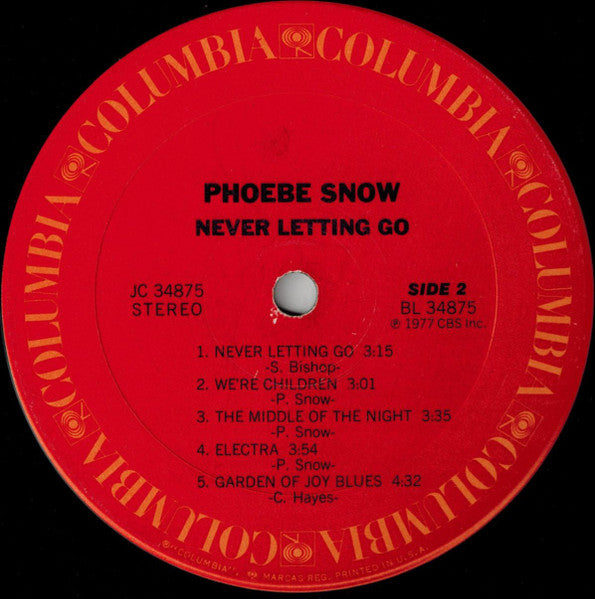 COLUMBIA COLUMBIA COLUMBIA COLUMBIA COLUMBIA COLUMBIA
PHOEBE SNOW
NEVER LETTING GO
JC 34875
STEREO
SIDE 2
BL 34875
℗ 1977 CBS Inc.
1. NEVER LETTING GO 3:15
-S. Bishop-
2. WE'RE CHILDREN 3:01
-P. Snow-
3. THE MIDDLE OF THE NIGHT 3:35
-P. Snow-
4. ELECTRA 3:54
-P. Snow-
5. GARDEN OF JOY BLUES 4:32
-C. Hayes-
®"COLUMBIA", MARCAS REG. PRINTED IN U.S.A.